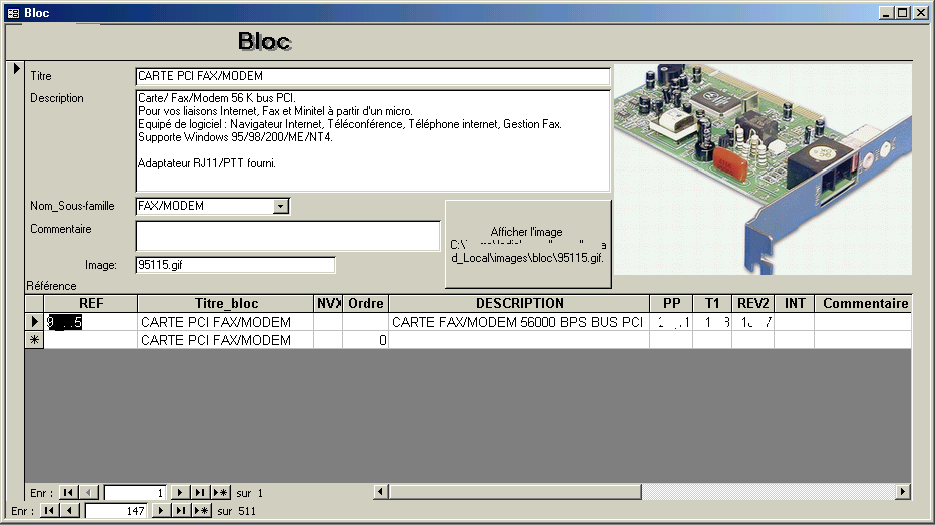 Bloc
Bloc
Titre
CARTE PCI FAX/MODEM
Description
Carte/ Fax/Modem 56 K bus PCI.
Pour vos liaisons Internet, Fax et Minitel à partir d'un micro.
Equipé de logiciel : Navigateur Internet, Téléconférence, Téléphone internet, Gestion Fax.
Supporte Windows 95/98/200/ME/NT4.
Adaptateur RJ11/PTT fourni.
Nom_Sous-famille
FAX/MODEM
Commentaire
Afficher l'image
C:\
d_Local\images\bloc\95115.gif.
Image:
95115.gif
Référence
REF Titre_bloc NVX Ordre DESCRIPTION PP T1 REV2 INT Commentaire
CARTE PCI FAX/MODEM CARTE FAX/MODEM 56000 BPS BUS PCI
CARTE PCI FAX/MODEM 0
Enr : 1 sur 1
Enr : 147 sur 511